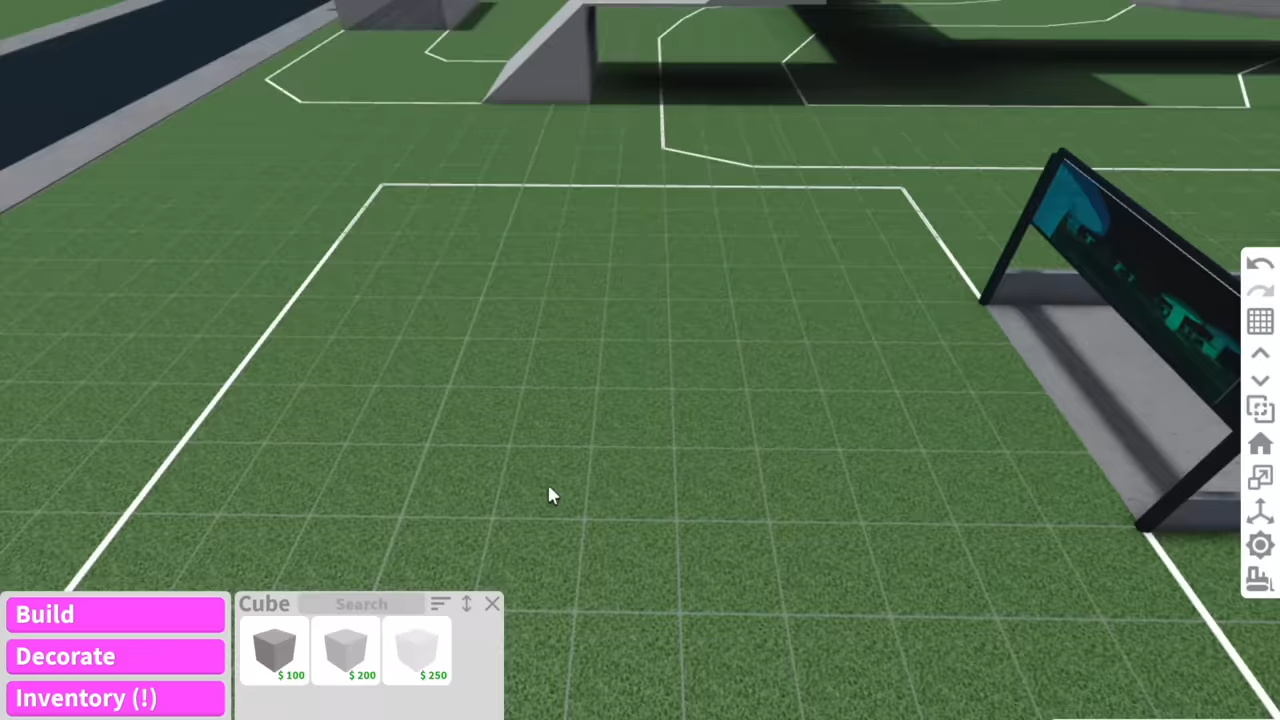 Build
Decorate
Inventory (!)
Cube
Search
$ 100
$ 200
$ 250